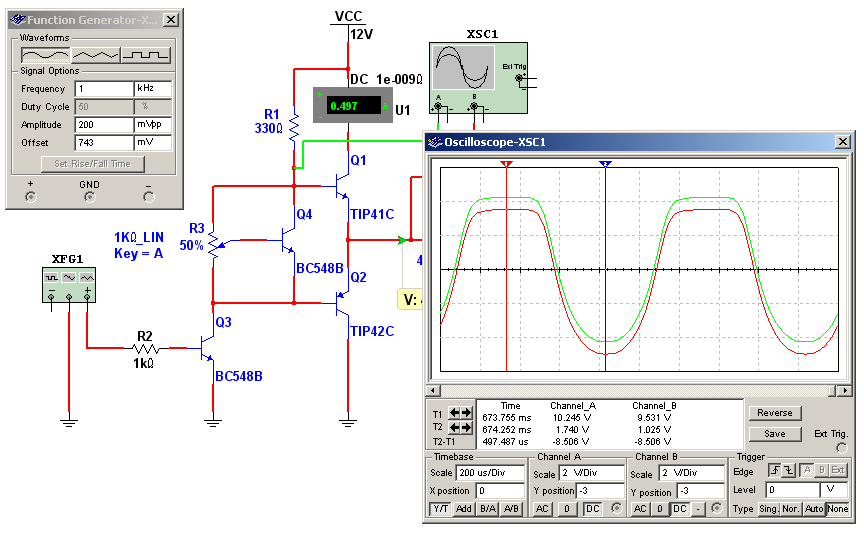 Function Generator-X...
Waveforms
Signal Options
Frequency 1 kHz
Duty Cycle 50 %
Amplitude 200 mVpp
Offset 743 mV
Set Rise/Fall Time
+ GND −
VCC
12V
DC 1e-009Ω
0.497
+ -
U1
R1
330Ω
Q1
TIP41C
Q4
BC548B
R3
50%
1KΩ_LIN
Key = A
Q2
TIP42C
Q3
BC548B
R2
1kΩ
XFG1
XSC1
Ext Trig
A B
V: 
Oscilloscope-XSC1
Time Channel_A Channel_B
T1 673.755 ms 10.245 V 9.531 V
T2 674.252 ms 1.740 V 1.025 V
T2-T1 497.487 us -8.506 V -8.506 V
Reverse
Save
Ext Trig.
Timebase
Scale 200 us/Div
X position 0
Y/T Add B/A A/B
Channel A
Scale 2 V/Div
Y position -3
AC 0 DC
Channel B
Scale 2 V/Div
Y position -3
AC 0 DC -
Trigger
Edge A B Ext
Level 0 V
Type Sing. Nor. Auto None